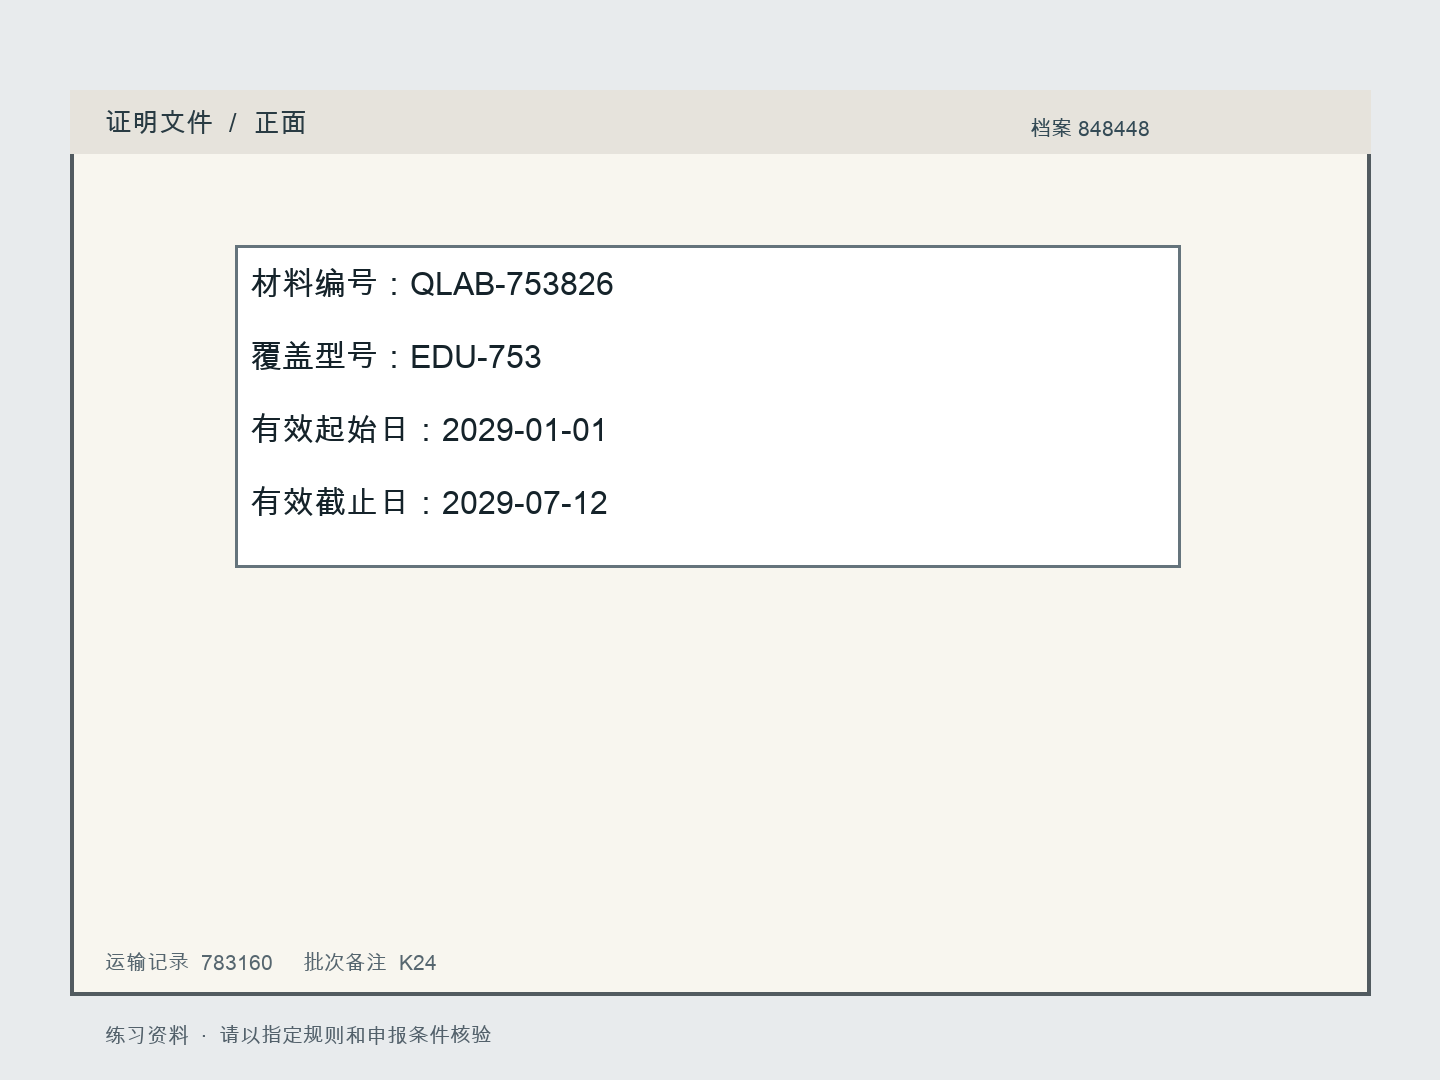 证明文件 / 正面
档案 848448
材料编号：QLAB-753826
覆盖型号：EDU-753
有效起始日：2029-01-01
有效截止日：2029-07-12
运输记录 783160 批次备注 K24
练习资料 · 请以指定规则和申报条件核验